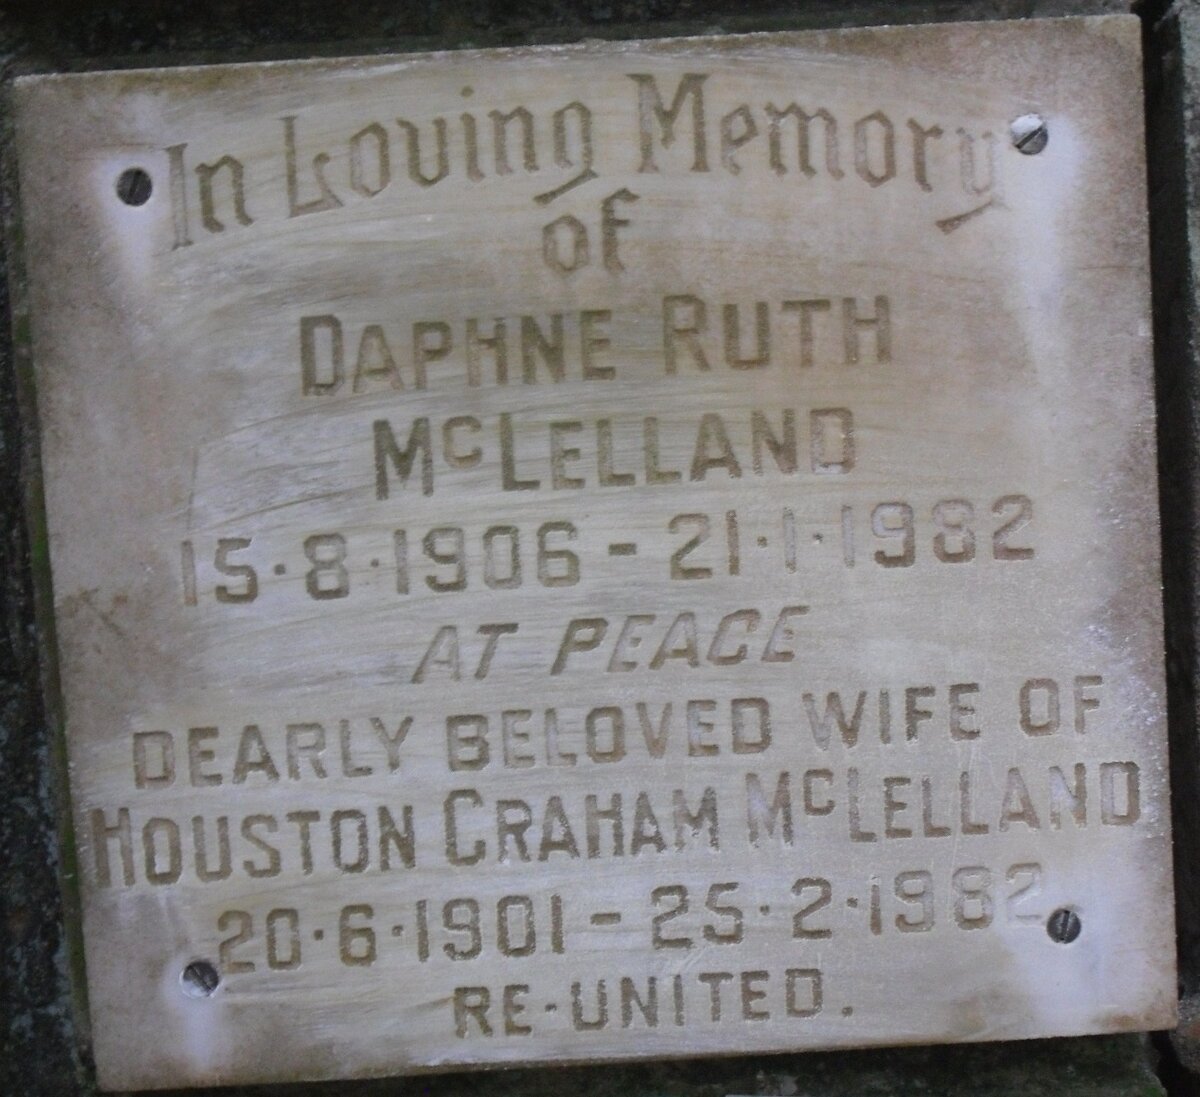 In Loving Memory
of
DAPHNE RUTH
McLELLAND
15·8·1906 - 21·1·1982
AT PEACE
DEARLY BELOVED WIFE OF
HOUSTON CRAHAM McLELLAND
20·6·1901 - 25·2·1982
RE-UNITED.